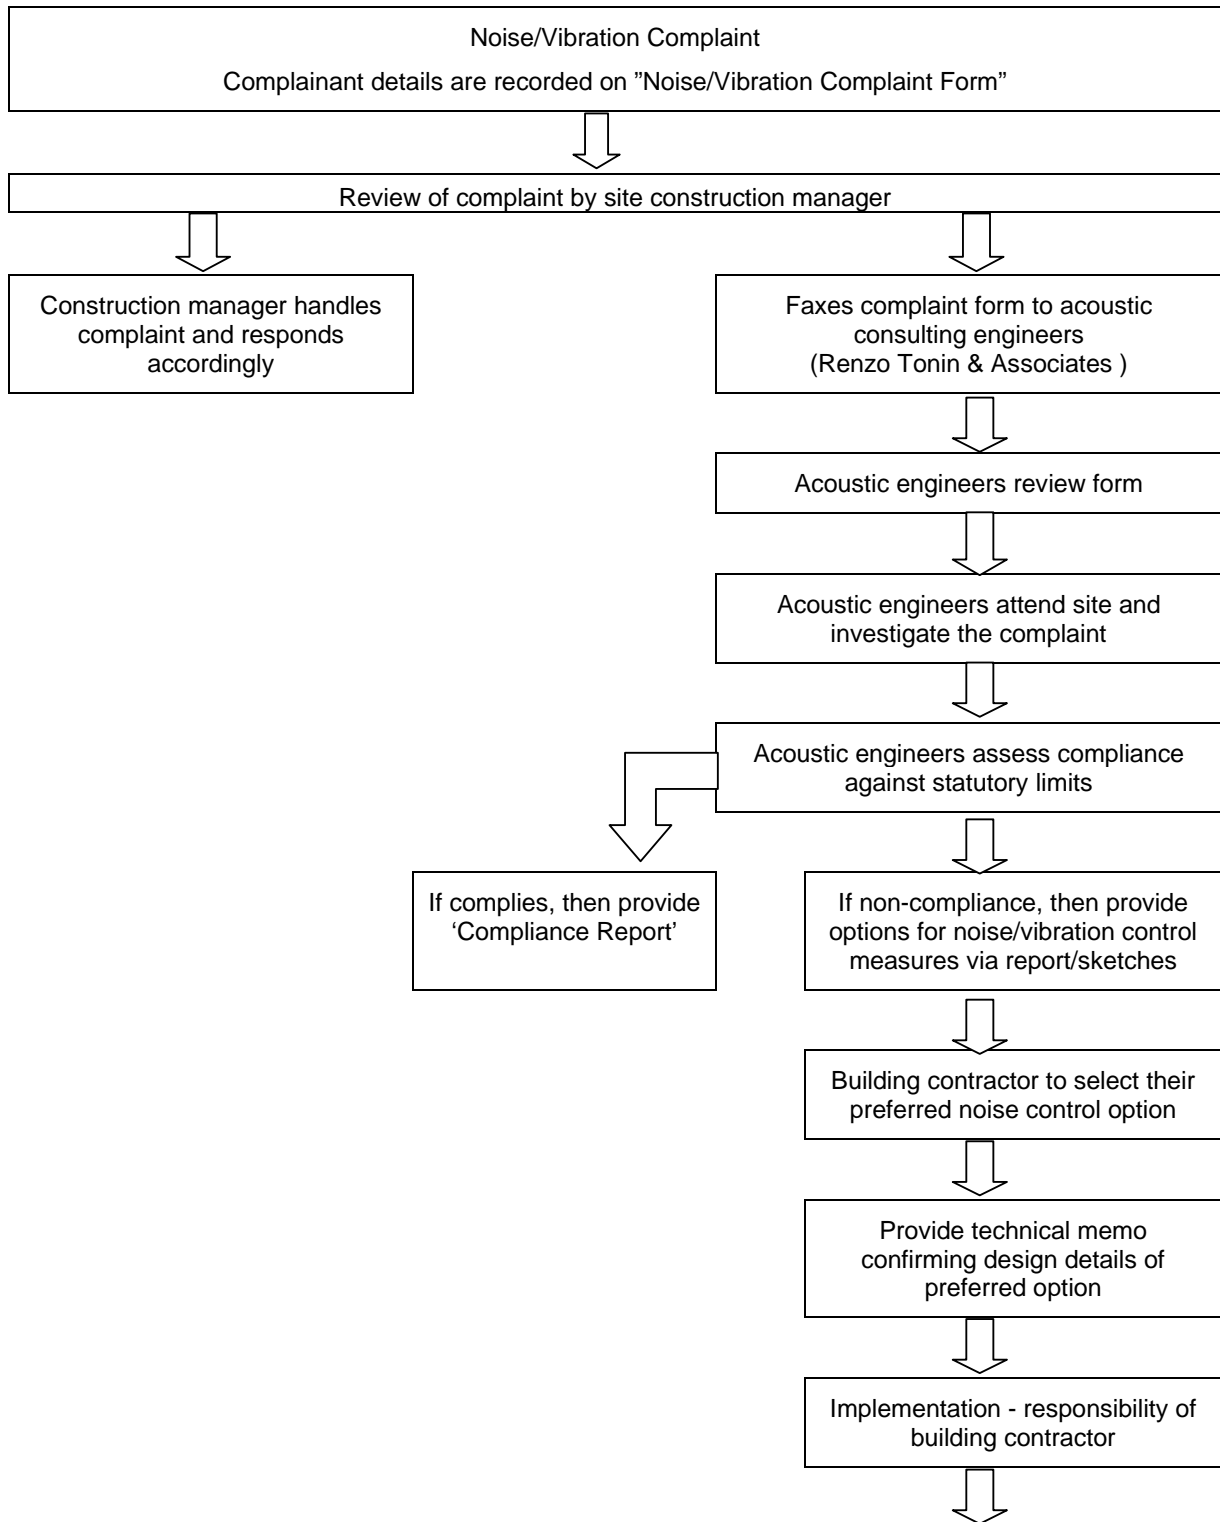 Noise/Vibration Complaint
Complainant details are recorded on ”Noise/Vibration Complaint Form”
Review of complaint by site construction manager
Construction manager handles
complaint and responds
accordingly
Faxes complaint form to acoustic
consulting engineers
(Renzo Tonin & Associates )
Acoustic engineers review form
Acoustic engineers attend site and
investigate the complaint
Acoustic engineers assess compliance
against statutory limits
If complies, then provide
‘Compliance Report’
If non-compliance, then provide
options for noise/vibration control
measures via report/sketches
Building contractor to select their
preferred noise control option
Provide technical memo
confirming design details of
preferred option
Implementation - responsibility of
building contractor